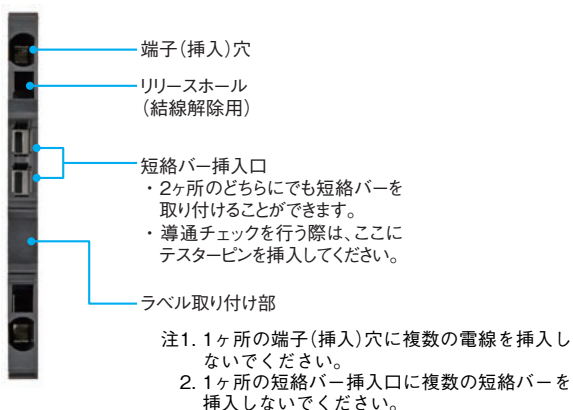 端子（挿入）穴
リリースホール
（結線解除用）
短絡バー挿入口
・2ヶ所のどちらにでも短絡バーを
取り付けることができます。
・導通チェックを行う際は、ここに
テスターピンを挿入してください。
ラベル取り付け部
注1. 1ヶ所の端子（挿入）穴に複数の電線を挿入し
ないでください。
2. 1ヶ所の短絡バー挿入口に複数の短絡バーを
挿入しないでください。